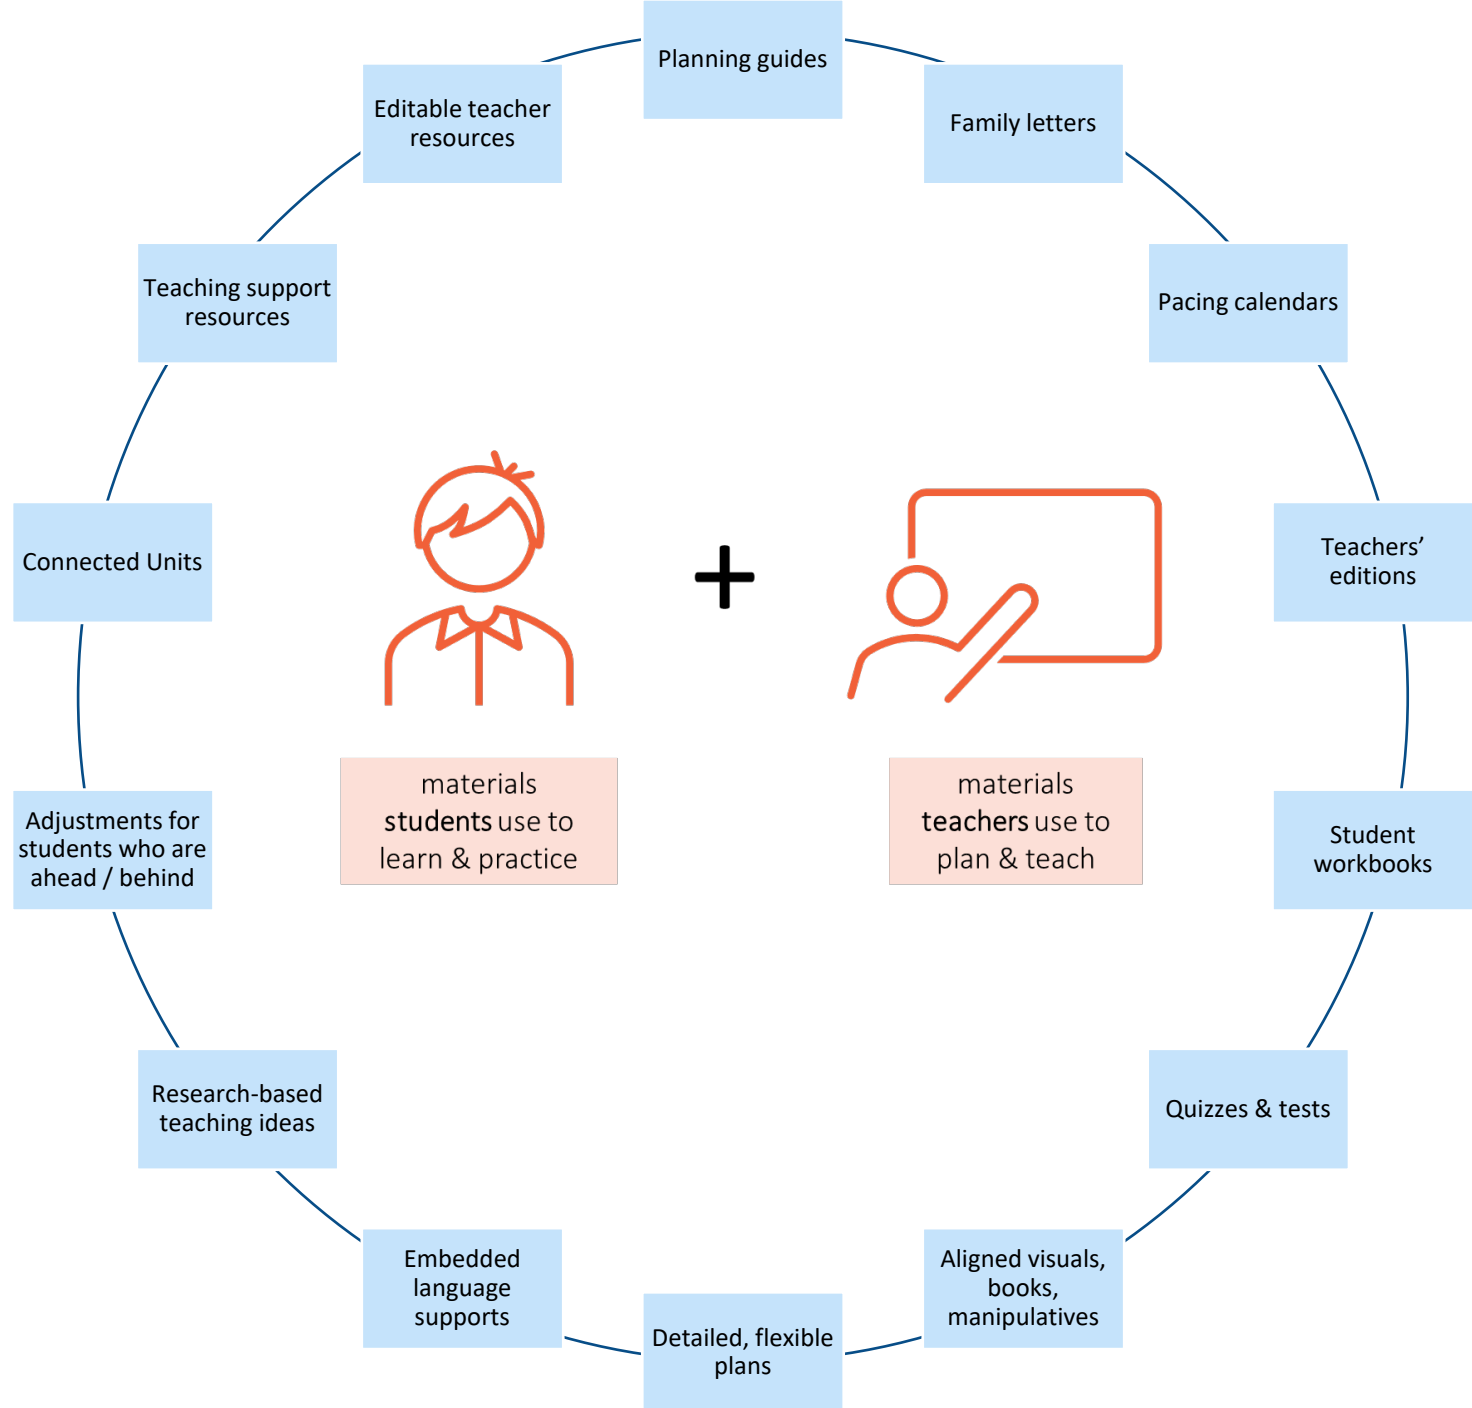 Planning guides
Family letters
Pacing calendars
Teachers’
editions
Student
workbooks
Quizzes & tests
Aligned visuals,
books,
manipulatives
Detailed, flexible
plans
Embedded
language
supports
Research-based
teaching ideas
Adjustments for
students who are
ahead / behind
Connected Units
Teaching support
resources
Editable teacher
resources
+
materials
students use to
learn & practice
materials
teachers use to
plan & teach